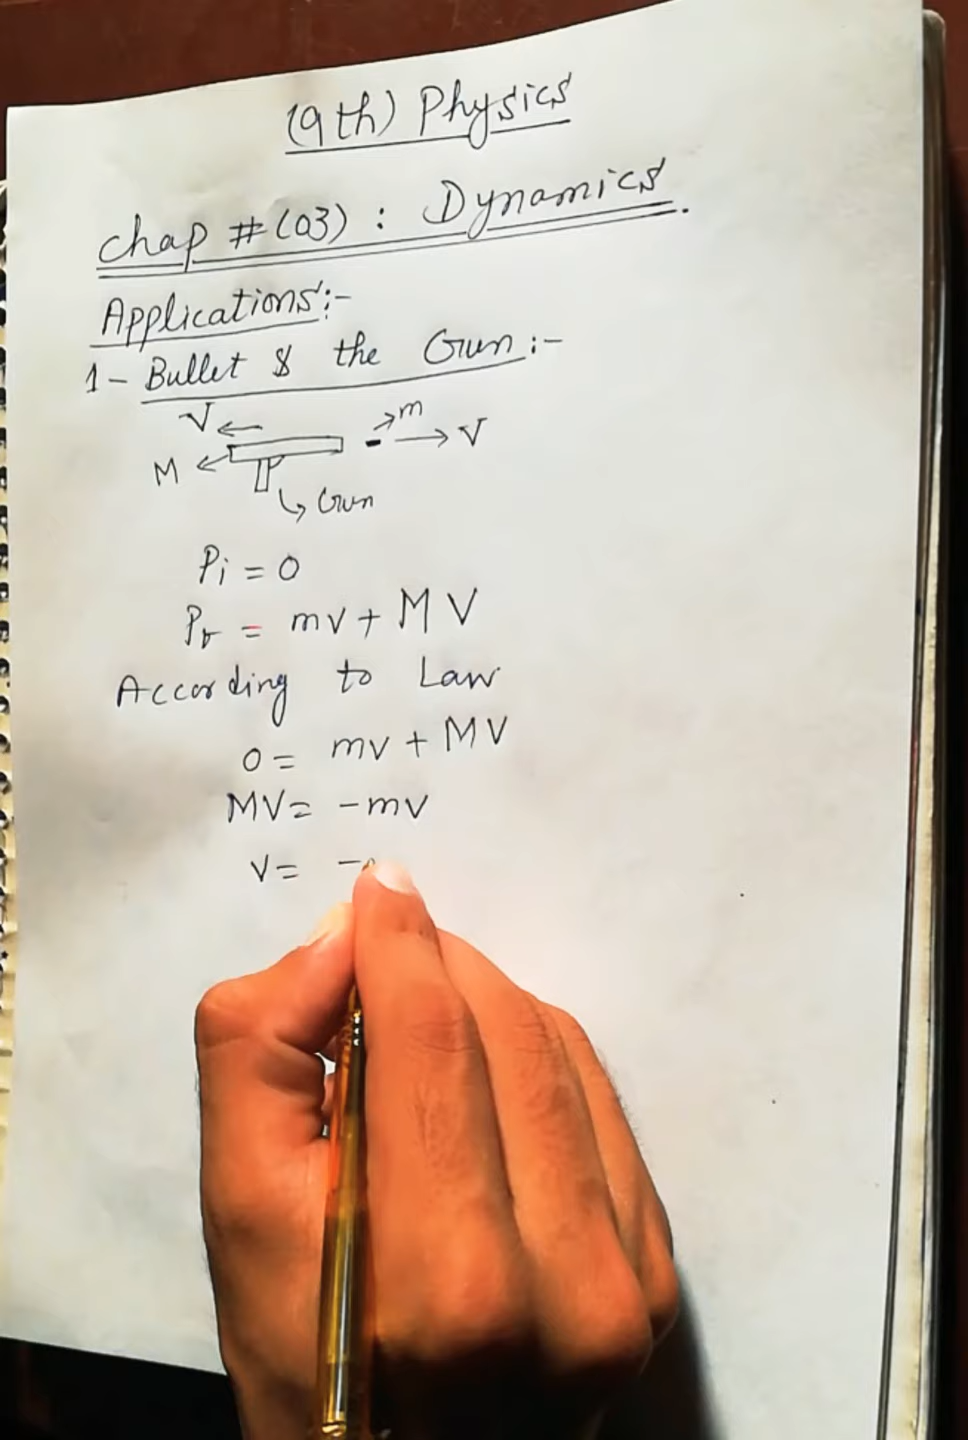 (9th) Physics
Chap # (03) : Dynamics.
Applications:-
1- Bullet & the Gun:-
V m
V
M
Gun
Pi = 0
Pf = mv + MV
According to Law
0 = mv + MV
MV = -mv
V = -